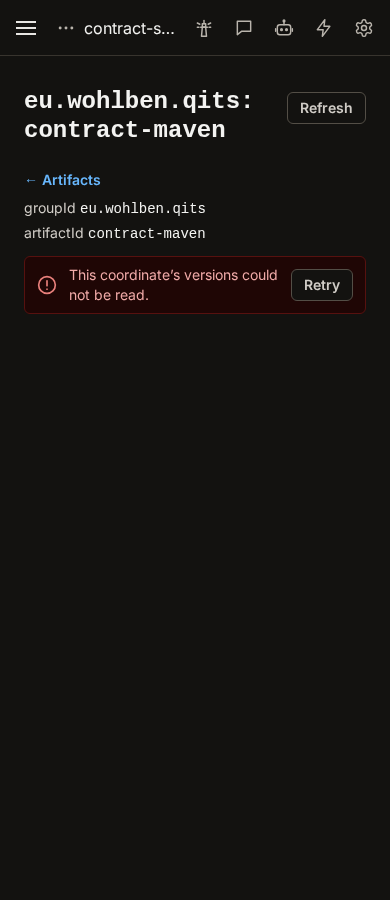 contract-s...
eu.wohlben.qits:
contract-maven
Refresh
← Artifacts
groupId eu.wohlben.qits
artifactId contract-maven
This coordinate’s versions could
not be read.
Retry